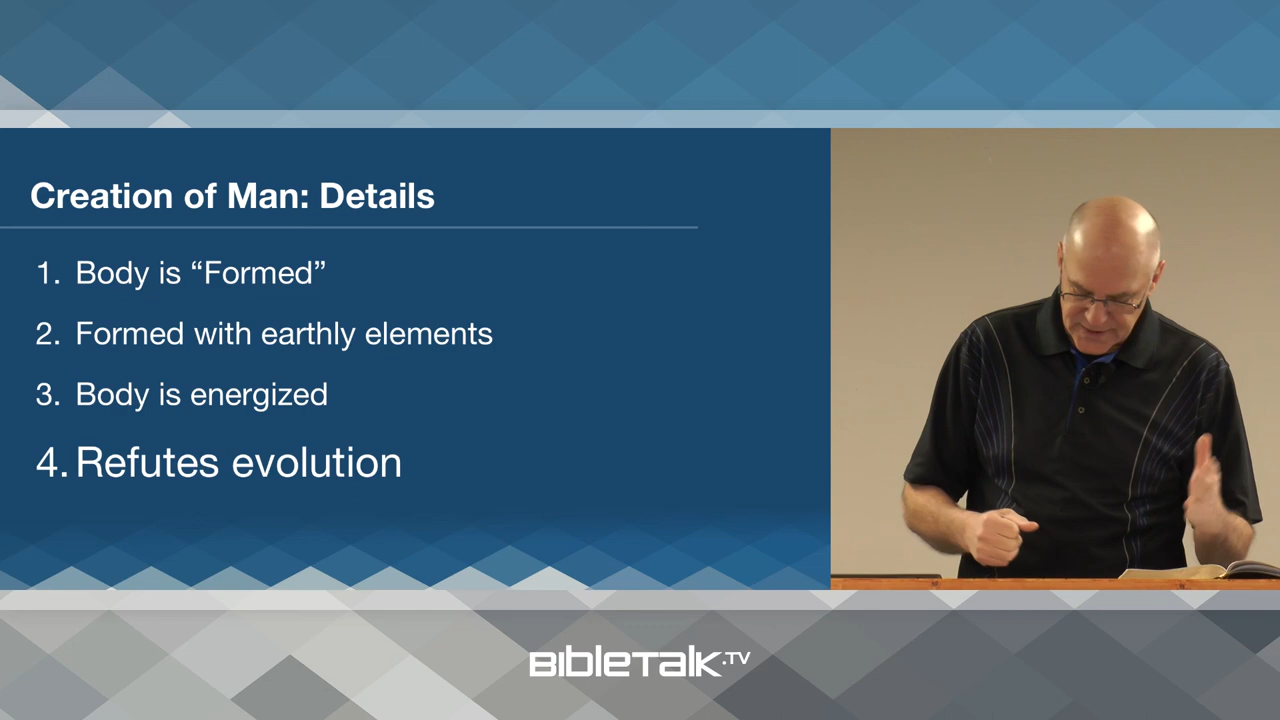 Creation of Man: Details
1. Body is “Formed”
2. Formed with earthly elements
3. Body is energized
4. Refutes evolution
BIBLETALK.TV